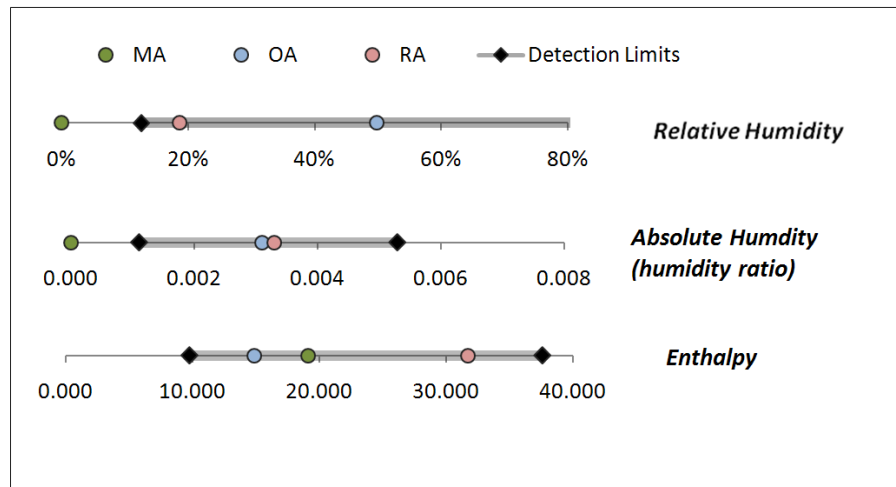 MA OA RA Detection Limits
Relative Humidity
0% 20% 40% 60% 80%
Absolute Humdity
(humidity ratio)
0.000 0.002 0.004 0.006 0.008
Enthalpy
0.000 10.000 20.000 30.000 40.000